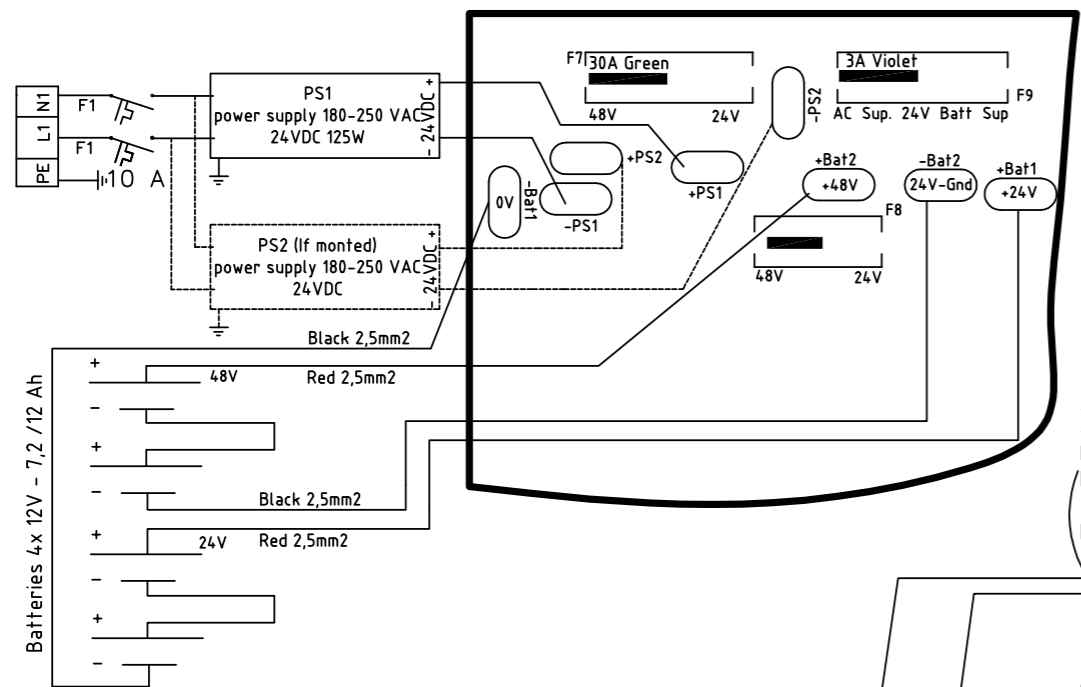 N1
L1
PE
F1
F1
10 A
PS1
power supply 180-250 VAC
24VDC 125W
- 24VDC +
PS2 (If monted)
power supply 180-250 VAC
24VDC
- 24VDC +
F7
30A Green
48V
24V
-PS2
3A Violet
F9
AC Sup. 24V Batt Sup
+PS2
+PS1
0V
-Bat1
-PS1
+Bat2
+48V
-Bat2
24V-Gnd
+Bat1
+24V
F8
48V
24V
Black 2,5mm2
48V
Red 2,5mm2
Black 2,5mm2
24V
Red 2,5mm2
Batteries 4x 12V - 7,2 /12 Ah
+
-
+
-
+
-
+
-